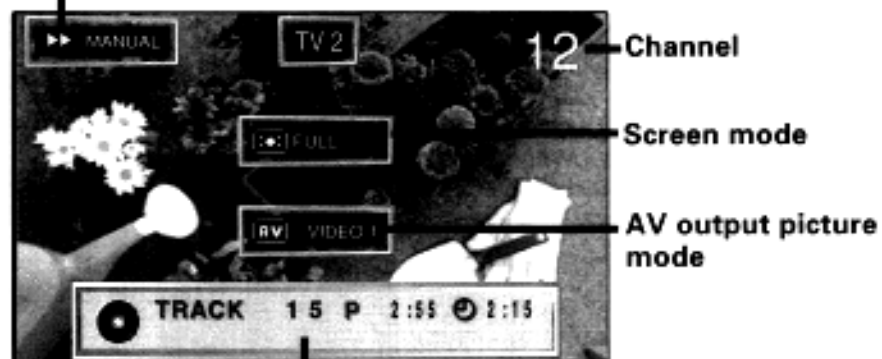 ▶▶ MANUAL
TV 2
12
Channel
FULL
Screen mode
AV VIDEO 1
AV output picture
mode
TRACK 15 P 2:55 2:15